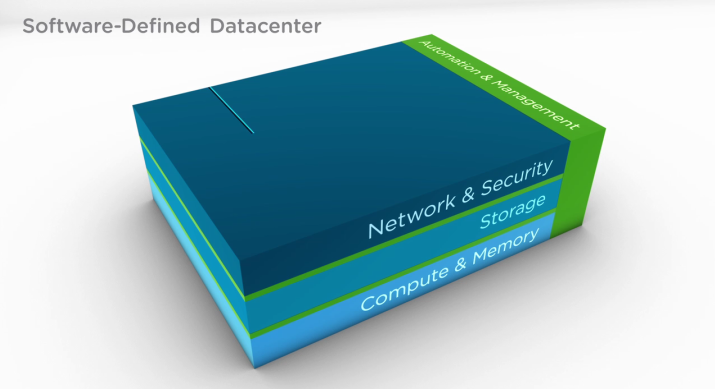 Software-Defined Datacenter
Automation & Management
Network & Security
Storage
Compute & Memory